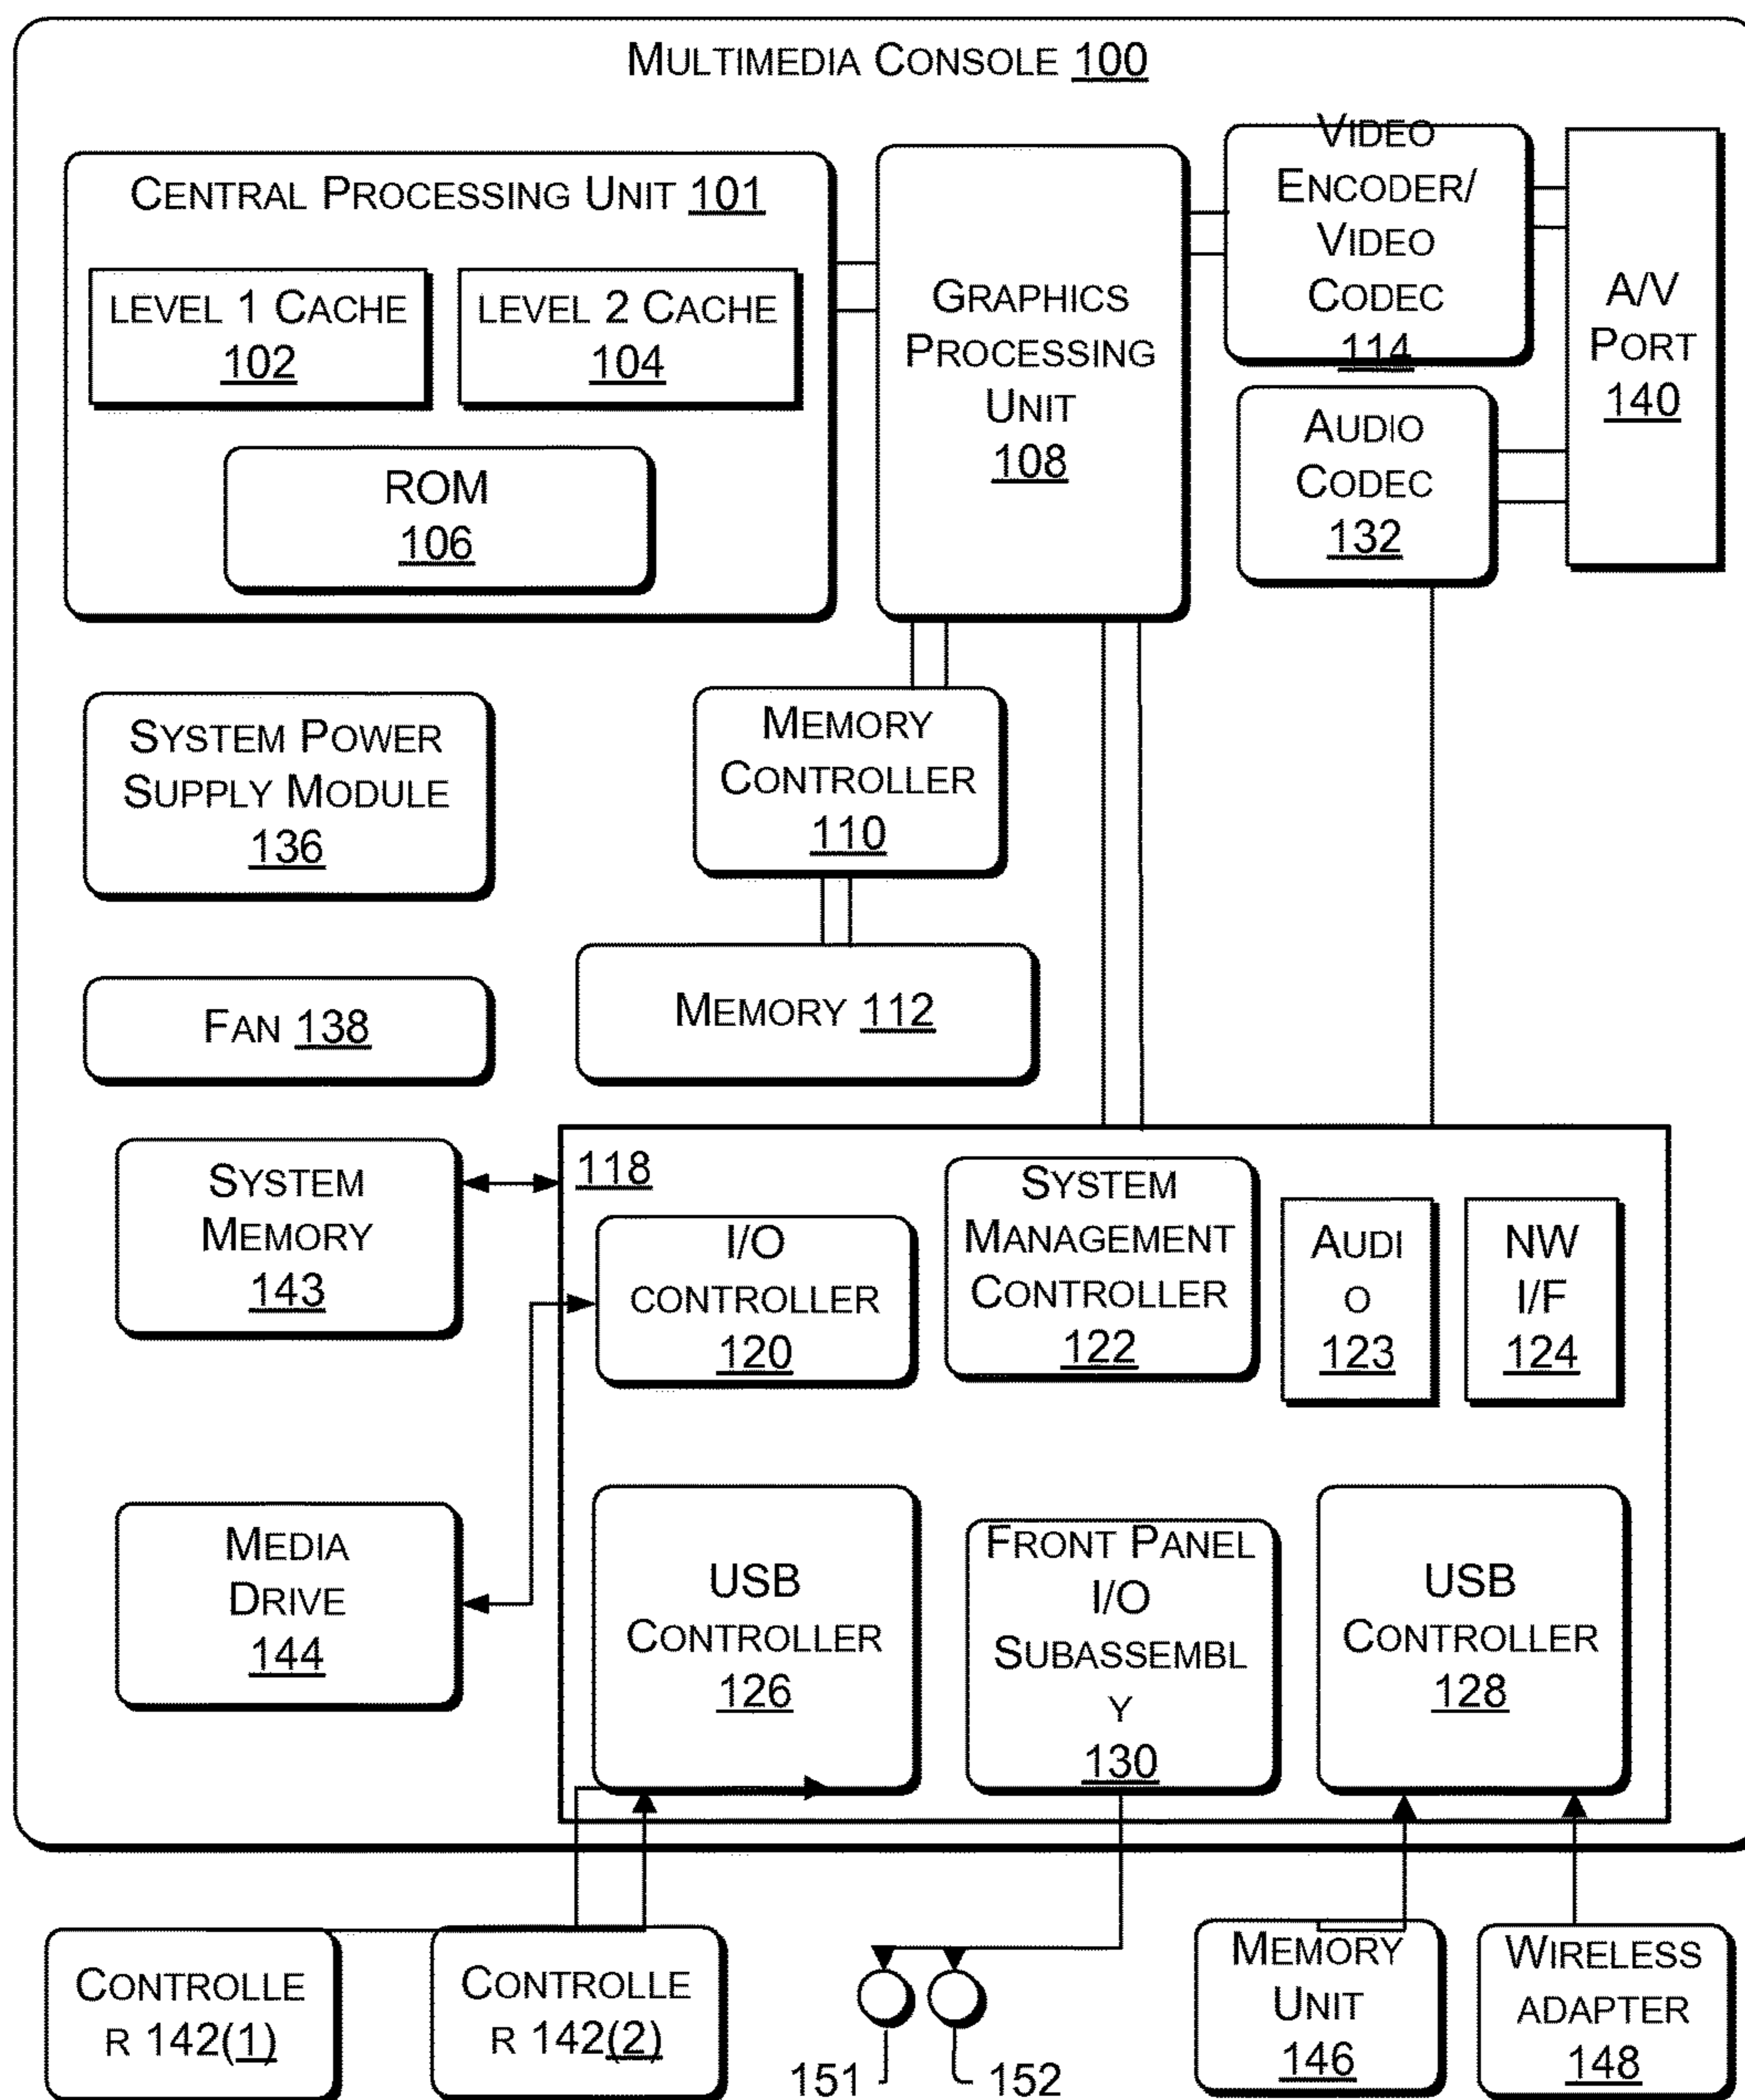 MULTIMEDIA CONSOLE 100
CENTRAL PROCESSING UNIT 101
LEVEL 1 CACHE
102
LEVEL 2 CACHE
104
ROM
106
GRAPHICS
PROCESSING
UNIT
108
VIDEO
ENCODER/
VIDEO
CODEC
114
A/V
PORT
140
AUDIO
CODEC
132
SYSTEM POWER
SUPPLY MODULE
136
MEMORY
CONTROLLER
110
FAN 138
MEMORY 112
SYSTEM
MEMORY
143
118
I/O
CONTROLLER
120
SYSTEM
MANAGEMENT
CONTROLLER
122
AUDI
O
123
NW
I/F
124
MEDIA
DRIVE
144
USB
CONTROLLER
126
FRONT PANEL
I/O
SUBASSEMBL
Y
130
USB
CONTROLLER
128
CONTROLLE
R 142(1)
CONTROLLE
R 142(2)
151
152
MEMORY
UNIT
146
WIRELESS
ADAPTER
148